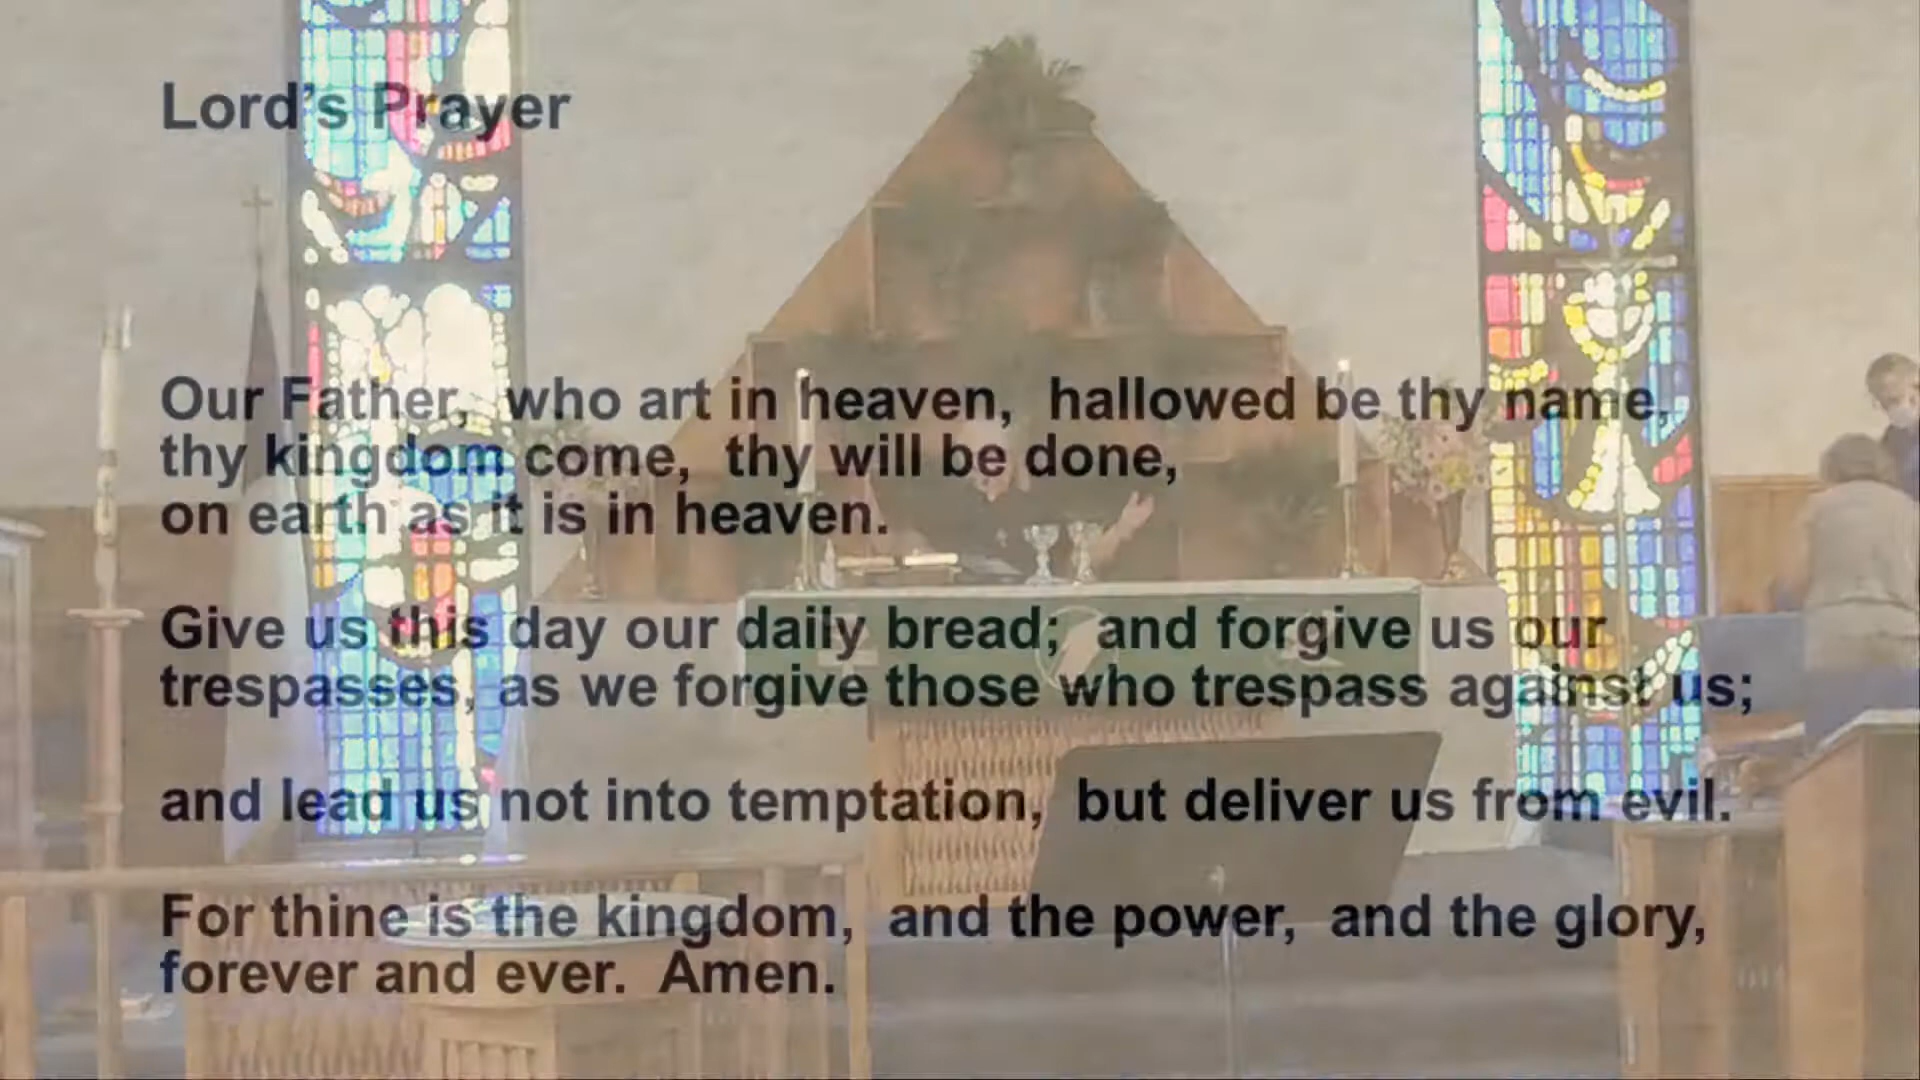 Lord's Prayer
Our Father, who art in heaven, hallowed be thy name,
thy kingdom come, thy will be done,
on earth as it is in heaven.
Give us this day our daily bread; and forgive us our
trespasses, as we forgive those who trespass against us;
and lead us not into temptation, but deliver us from evil.
For thine is the kingdom, and the power, and the glory,
forever and ever. Amen.